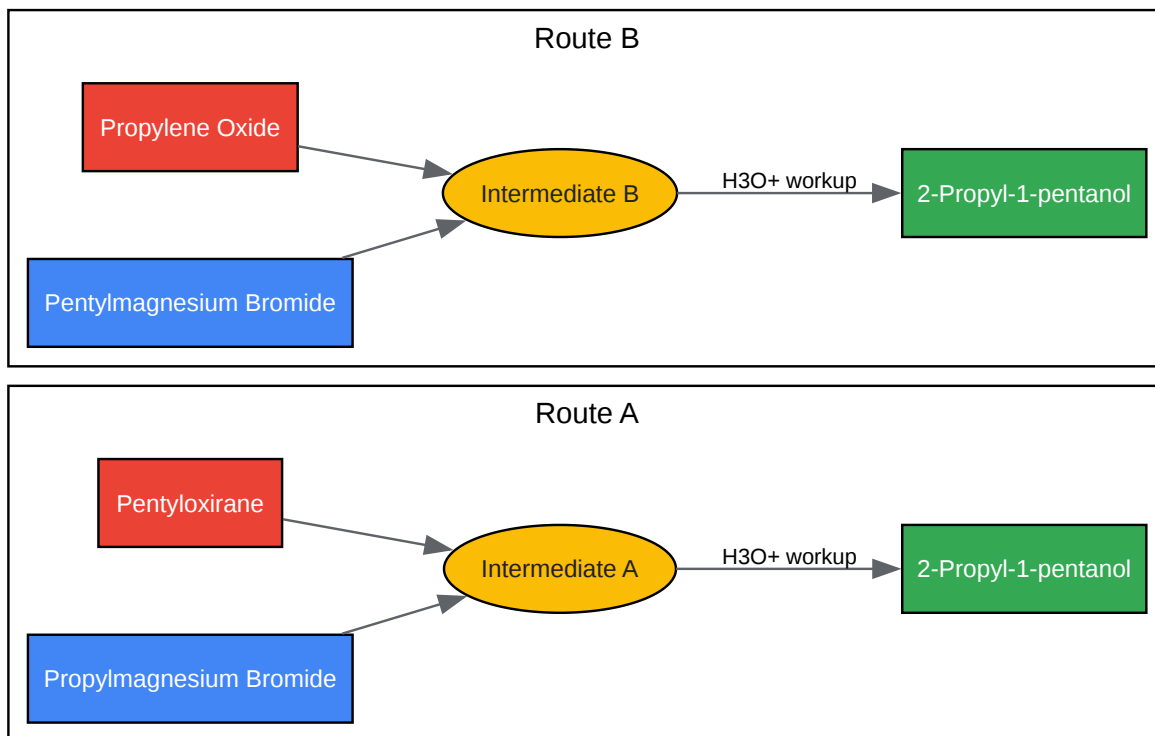 Route B
Propylene Oxide
Pentylmagnesium Bromide
Intermediate B
H3O+ workup
2-Propyl-1-pentanol
Route A
Pentyloxirane
Propylmagnesium Bromide
Intermediate A
H3O+ workup
2-Propyl-1-pentanol